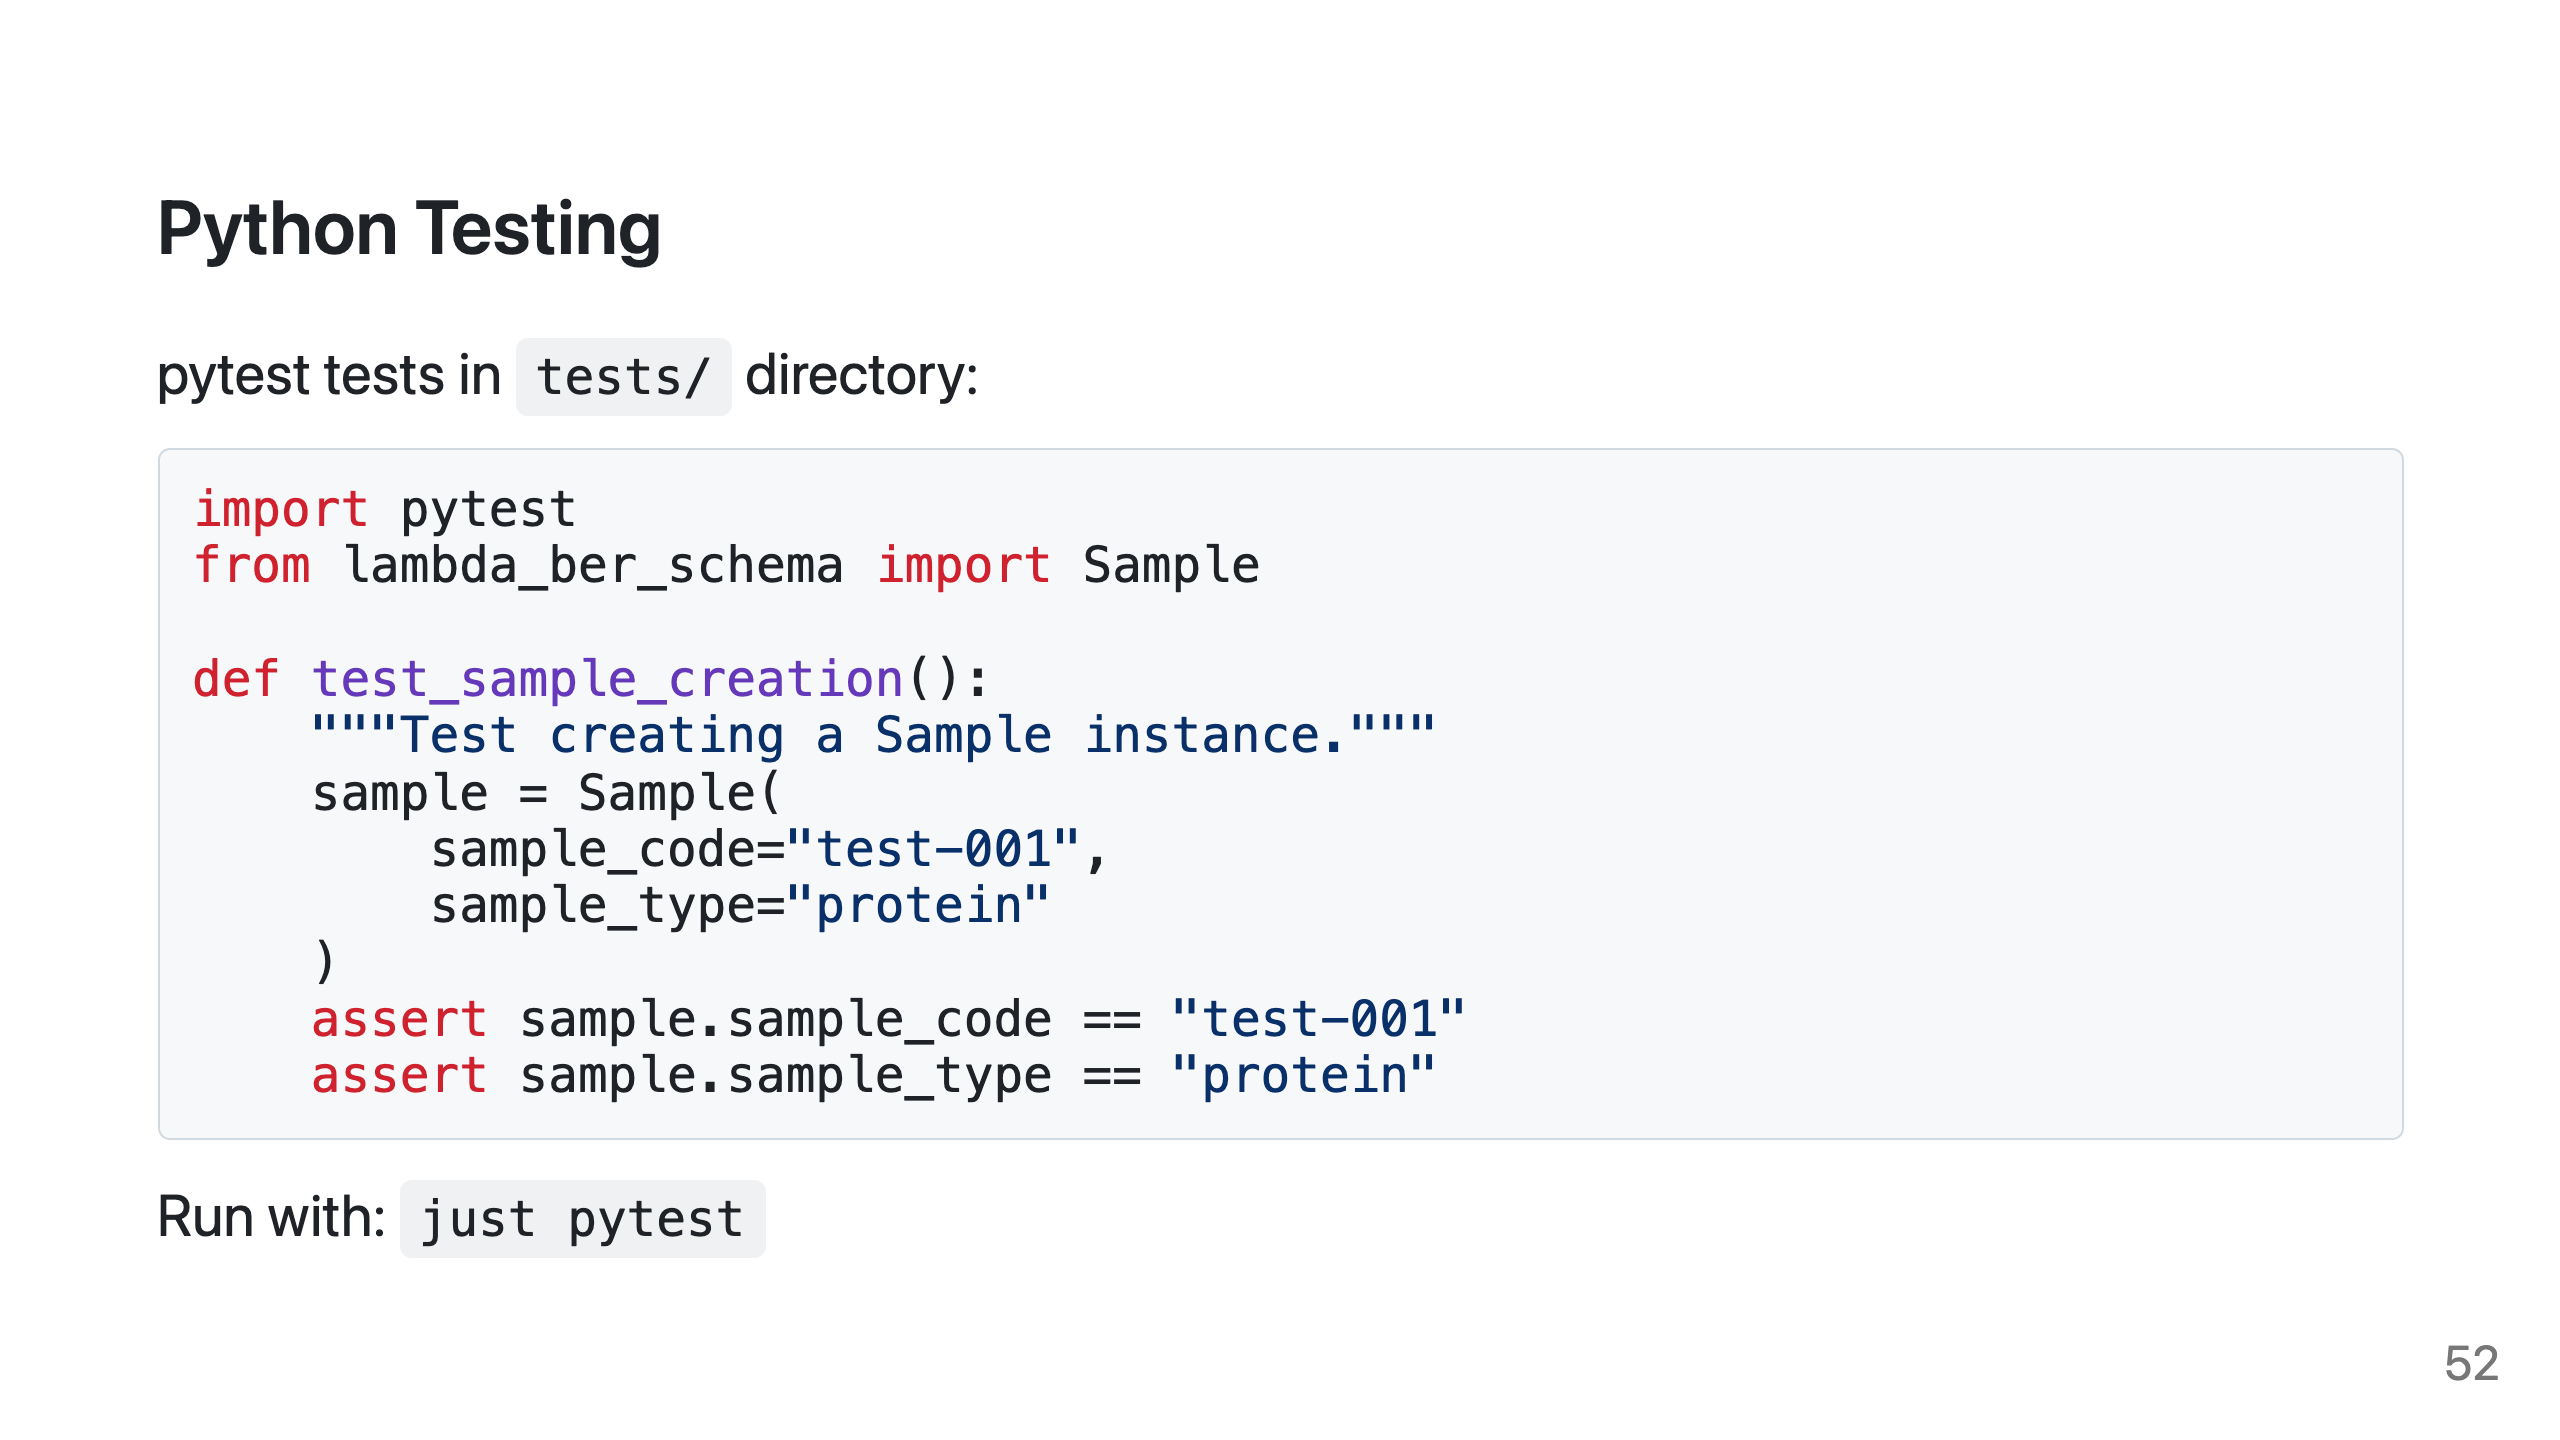 Python Testing
pytest tests in tests/ directory:
import pytest
from lambda_ber_schema import Sample

def test_sample_creation():
    """Test creating a Sample instance."""
    sample = Sample(
        sample_code="test-001",
        sample_type="protein"
    )
    assert sample.sample_code == "test-001"
    assert sample.sample_type == "protein"
Run with: just pytest
52